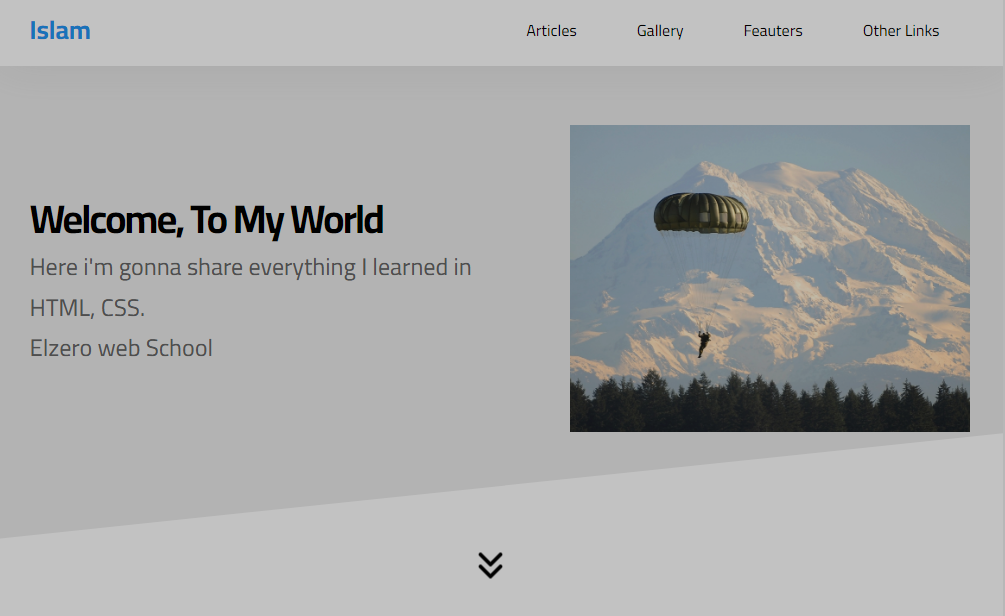 Islam
Articles
Gallery
Feauters
Other Links
Welcome, To My World
Here i'm gonna share everything I learned in
HTML, CSS.
Elzero web School